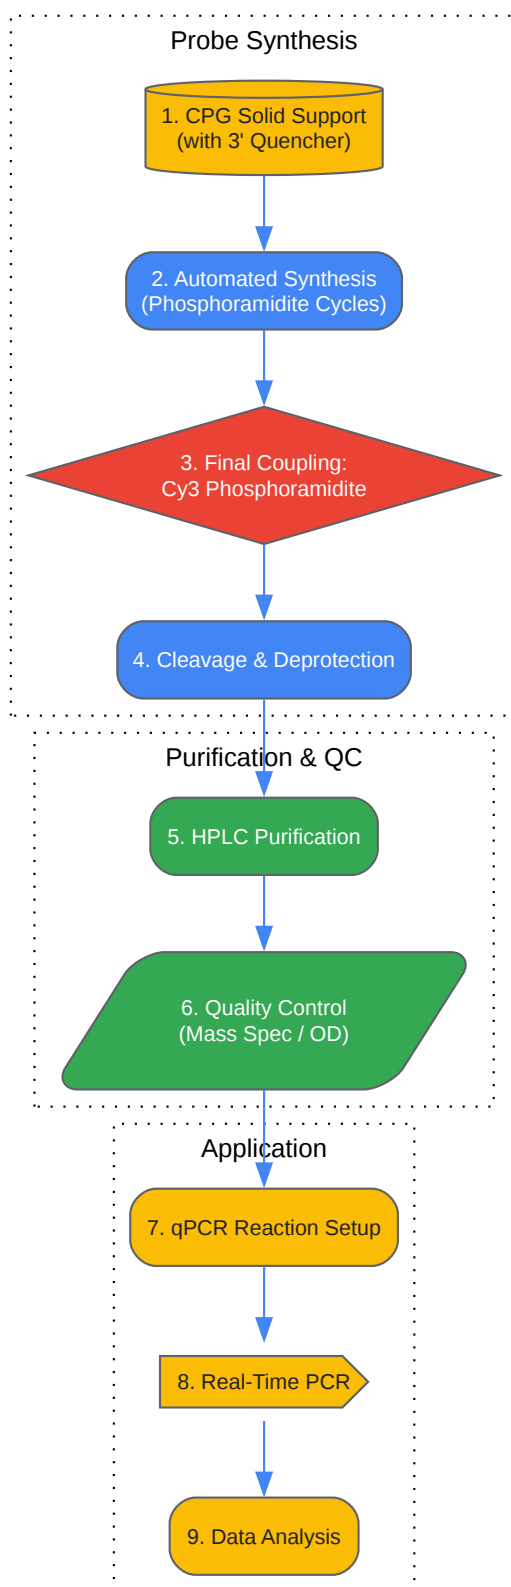 Probe Synthesis
1. CPG Solid Support
(with 3' Quencher)
2. Automated Synthesis
(Phosphoramidite Cycles)
3. Final Coupling:
Cy3 Phosphoramidite
4. Cleavage & Deprotection
Purification & QC
5. HPLC Purification
6. Quality Control
(Mass Spec / OD)
Application
7. qPCR Reaction Setup
8. Real-Time PCR
9. Data Analysis